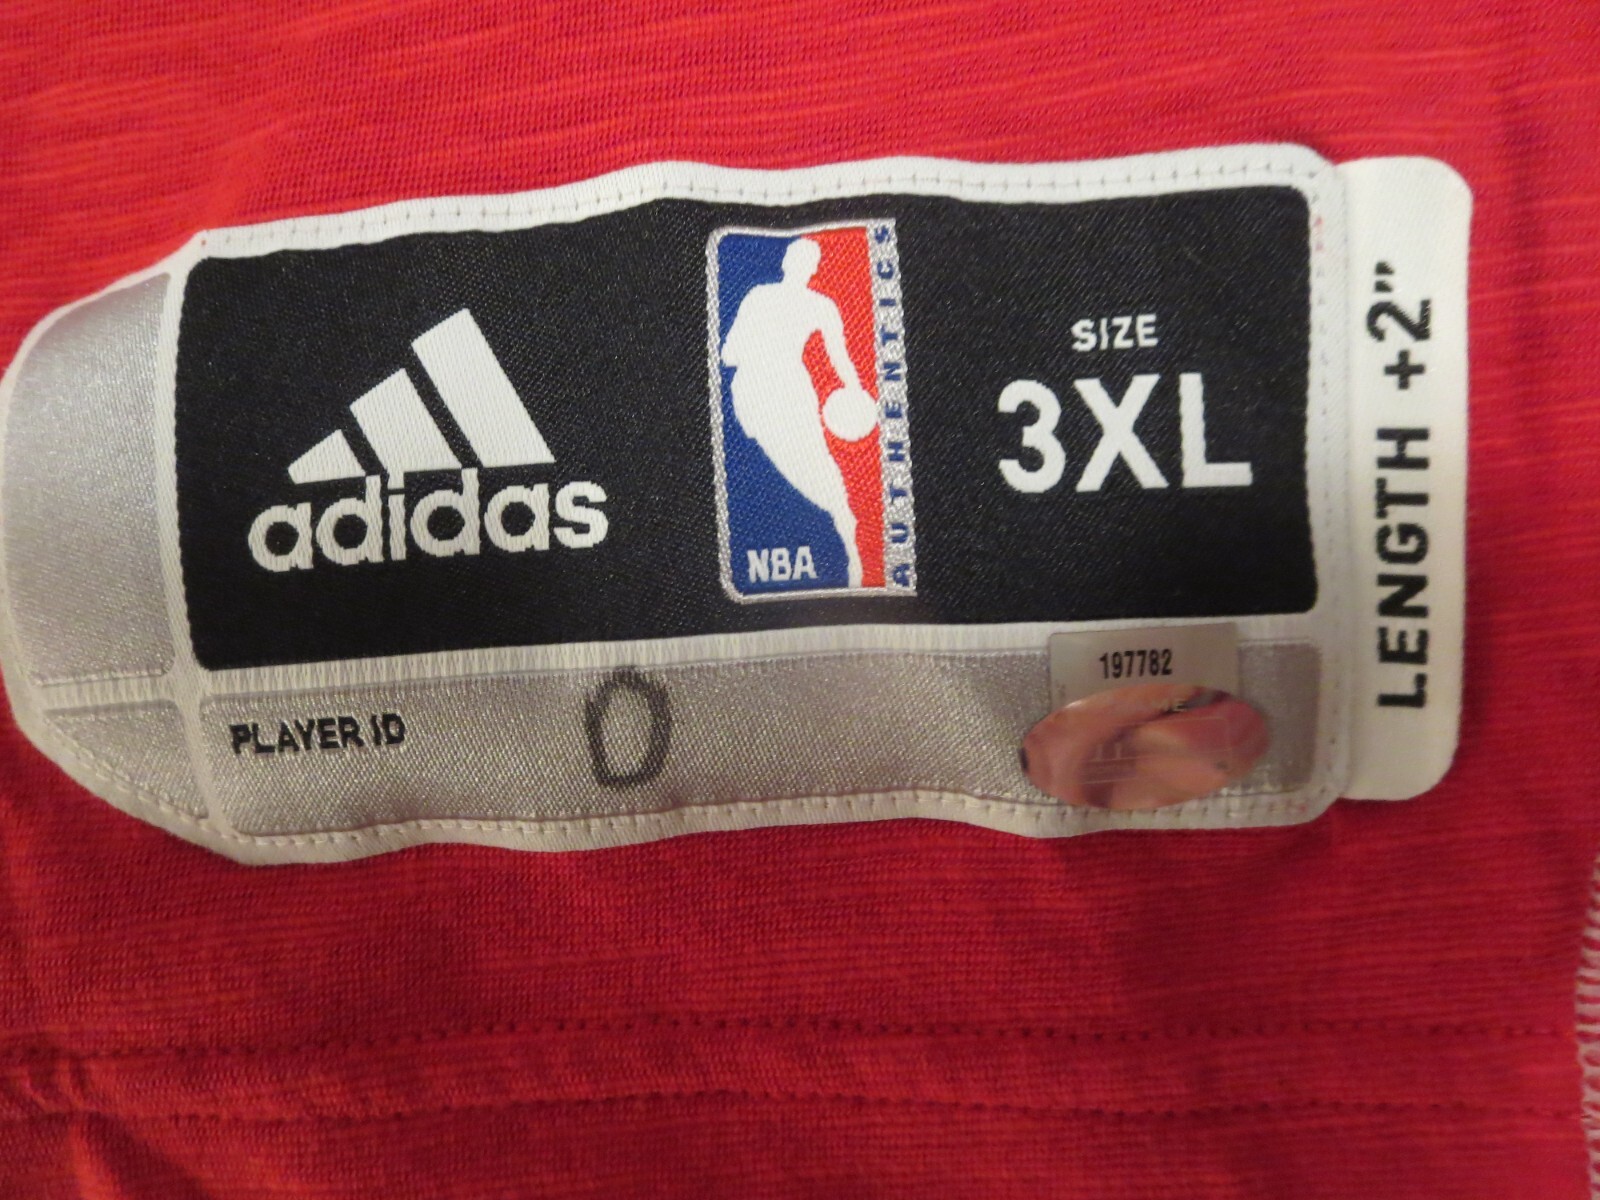 adidas
NBA
AUTHENTICS
SIZE
3XL
LENGTH +2"
PLAYER ID
0
197782